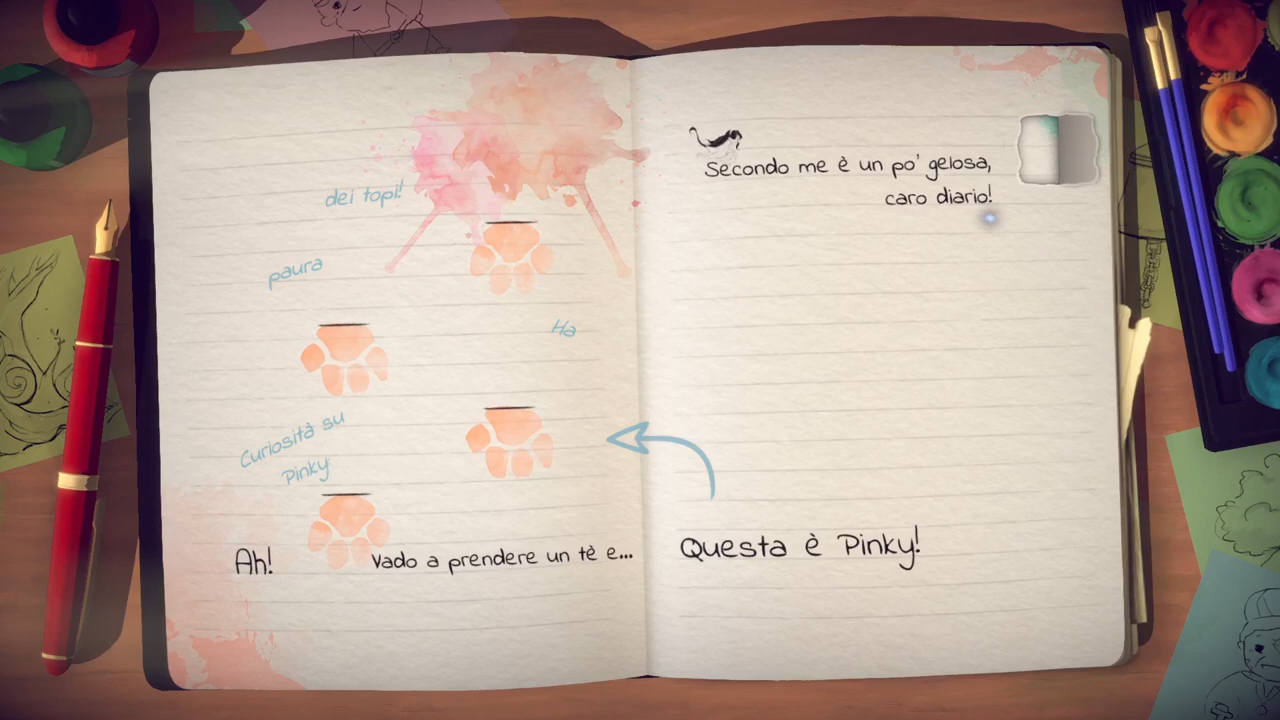 dei topi!
paura
Ha
Curiosità su
Pinky:
Ah!
Vado a prendere un tè e...
Secondo me è un po' gelosa,
caro diario!
Questa è Pinky!